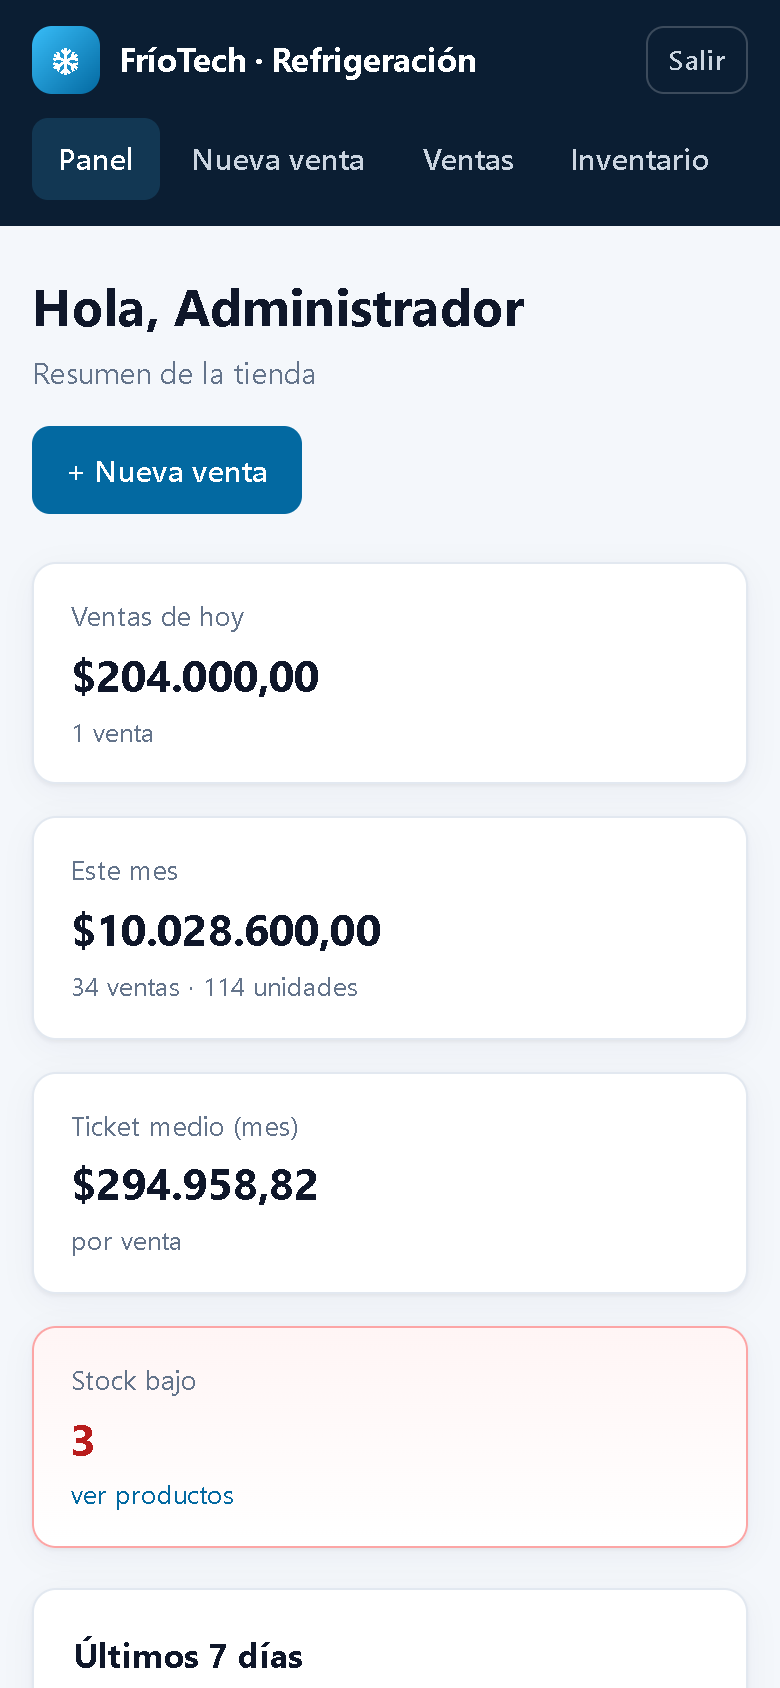 FríoTech · Refrigeración
Salir
Panel
Nueva venta
Ventas
Inventario
Hola, Administrador
Resumen de la tienda
+ Nueva venta
Ventas de hoy
$204.000,00
1 venta
Este mes
$10.028.600,00
34 ventas · 114 unidades
Ticket medio (mes)
$294.958,82
por venta
Stock bajo
3
ver productos
Últimos 7 días